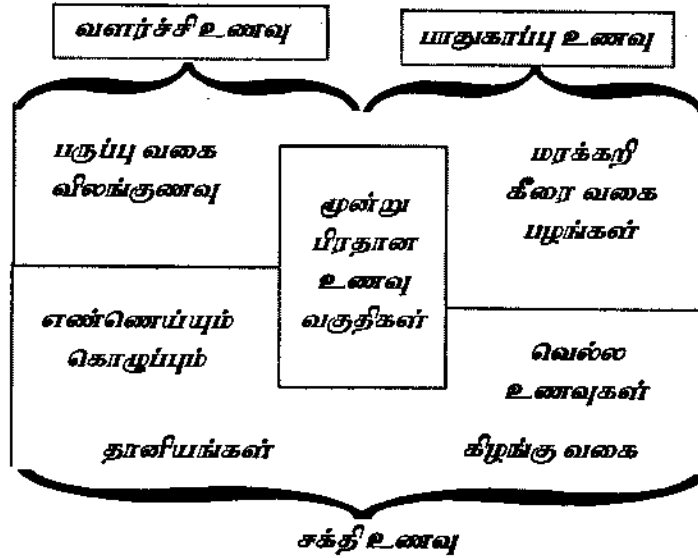 வளர்ச்சி உணவு
பாதுகாப்பு உணவு
பருப்பு வகை
விலங்குணவு
மூன்று
பிரதான
உணவு
வகுதிகள்
மரக்கறி
கீரை வகை
பழங்கள்
எண்ணெய்யும்
கொழுப்பும்
வெல்ல
உணவுகள்
தானியங்கள்
கிழங்கு வகை
சக்தி உணவு